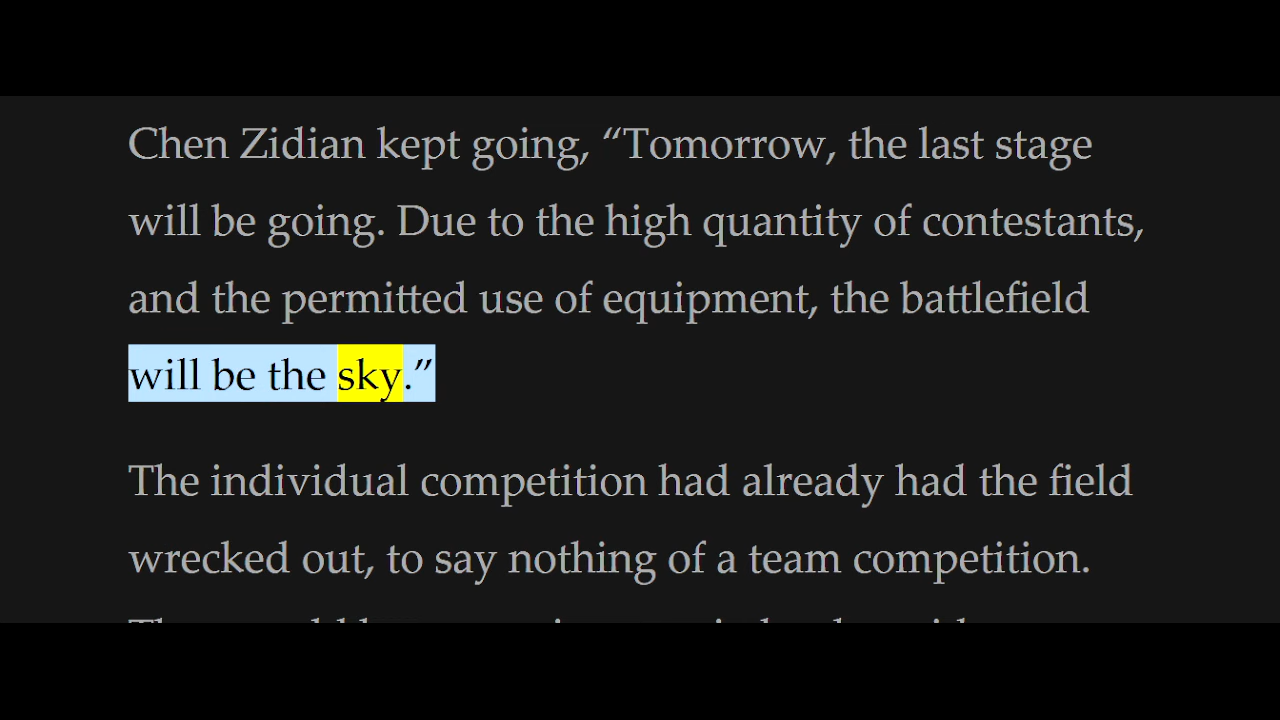 Chen Zidian kept going, “Tomorrow, the last stage
will be going. Due to the high quantity of contestants,
and the permitted use of equipment, the battlefield
will be the sky.”
The individual competition had already had the field
wrecked out, to say nothing of a team competition.